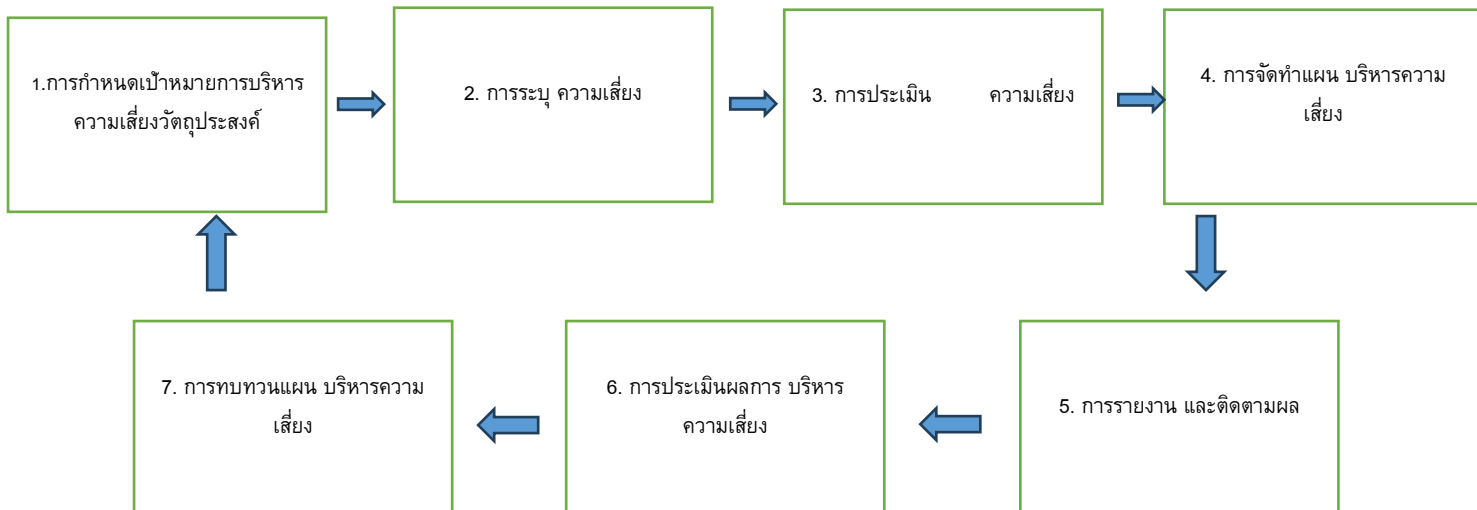 1.การกำหนดเป้าหมายการบริหาร
ความเสี่ยงวัตถุประสงค์
2. การระบุ ความเสี่ยง
3. การประเมิน ความเสี่ยง
4. การจัดทำแผน บริหารความ
เสี่ยง
7. การทบทวนแผน บริหารความ
เสี่ยง
6. การประเมินผลการ บริหาร
ความเสี่ยง
5. การรายงาน และติดตามผล